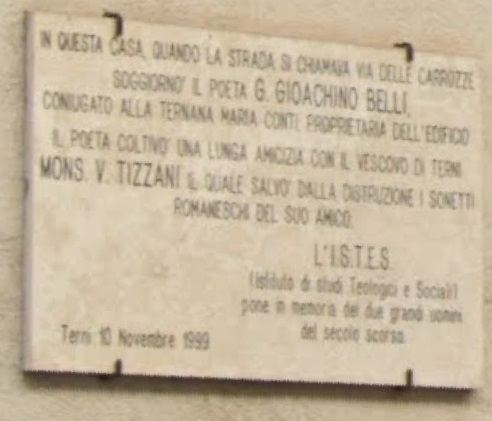 IN QUESTA CASA, QUANDO LA STRADA SI CHIAMAVA VIA DELLE CARROZZE
SOGGIORNO' IL POETA G. GIOACHINO BELLI,
CONIUGATO ALLA TERNANA MARIA CONTI, PROPRIETARIA DELL'EDIFICIO
IL POETA COLTIVO' UNA LUNGA AMICIZIA CON IL VESCOVO DI TERNI
MONS. V. TIZZANI IL QUALE SALVO' DALLA DISTRUZIONE I SONETTI
ROMANESCHI DEL SUO AMICO.
L'I.S.T.E.S.
(Istituto di studi Teologici e Sociali)
pone in memoria dei due grandi uomini
del secolo scorso.
Terni 10 Novembre 1999